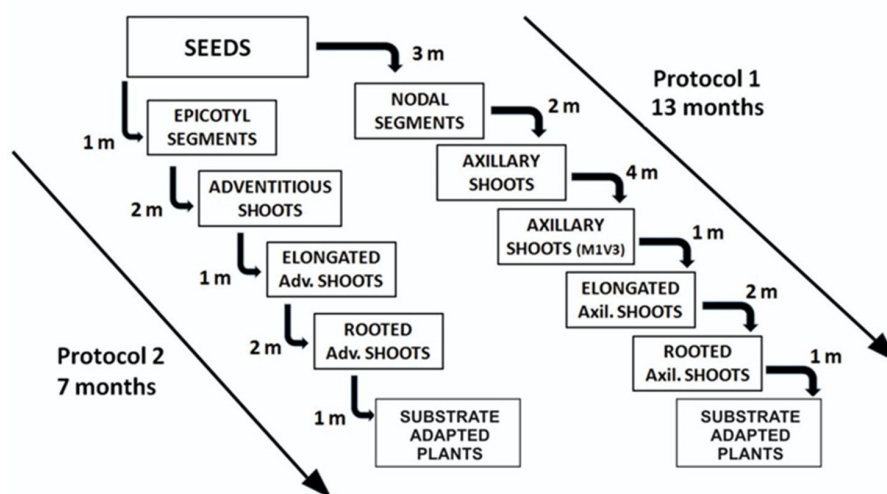 SEEDS
3 m
Protocol 1
13 months
NODAL
SEGMENTS
2 m
EPICOTYL
SEGMENTS
1 m
AXILLARY
SHOOTS
4 m
ADVENTITIOUS
SHOOTS
2 m
AXILLARY
SHOOTS (M1V3)
1 m
ELONGATED
Adv. SHOOTS
1 m
ELONGATED
Axil. SHOOTS
2 m
ROOTED
Adv. SHOOTS
2 m
ROOTED
Axil. SHOOTS
1 m
Protocol 2
7 months
1 m
SUBSTRATE
ADAPTED
PLANTS
SUBSTRATE
ADAPTED
PLANTS